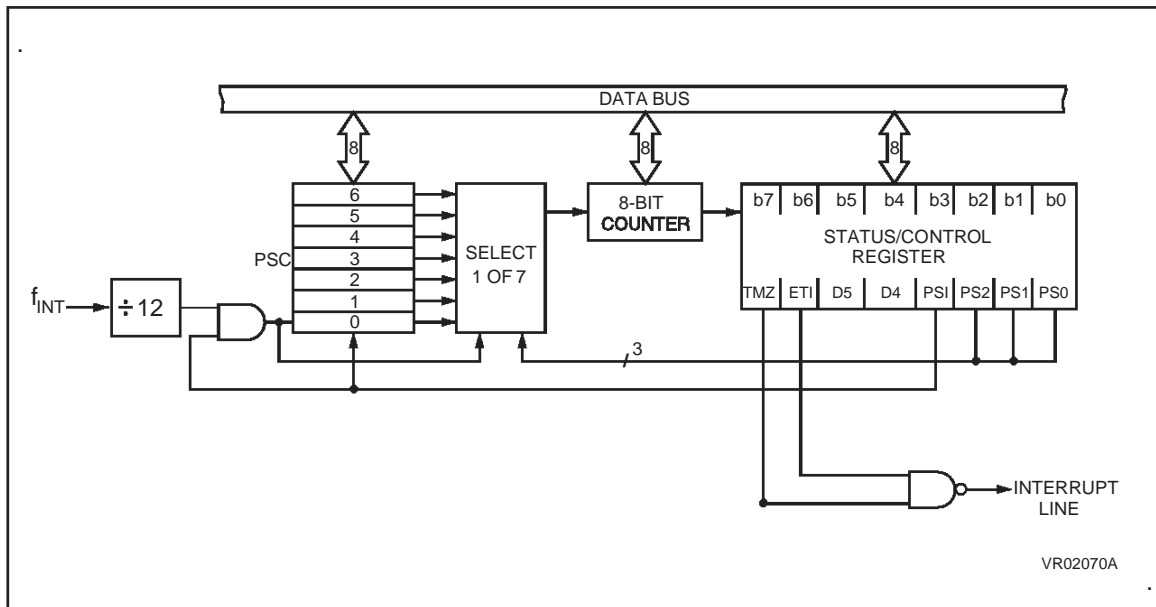 DATA BUS
8 8 8
6
5
4
3
2
1
0
PSC
SELECT
1 OF 7
8-BIT
COUNTER
b7 b6 b5 b4 b3 b2 b1 b0
STATUS/CONTROL
REGISTER
TMZ ETI D5 D4 PSI PS2 PS1 PS0
fINT
÷12
3
INTERRUPT
LINE
VR02070A